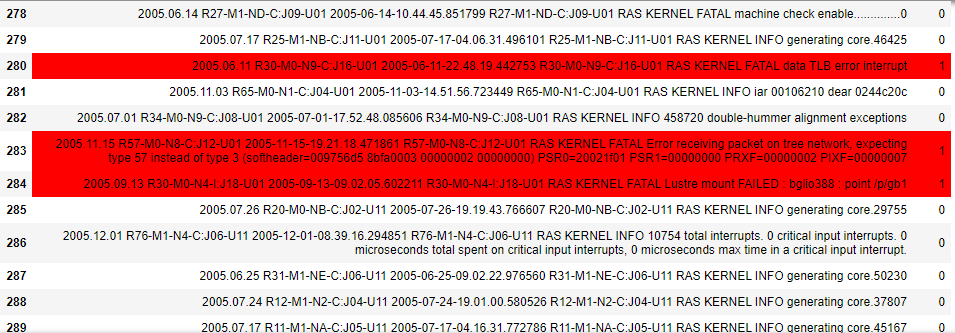 278 2005.06.14 R27-M1-ND-C:J09-U01 2005-06-14-10.44.45.851799 R27-M1-ND-C:J09-U01 RAS KERNEL FATAL machine check enable.............0 0
279 2005.07.17 R25-M1-NB-C:J11-U01 2005-07-17-04.06.31.496101 R25-M1-NB-C:J11-U01 RAS KERNEL INFO generating core.46425 0
280 2005.06.11 R30-M0-N9-C:J16-U01 2005-06-11-22.48.19.442753 R30-M0-N9-C:J16-U01 RAS KERNEL FATAL data TLB error interrupt 1
281 2005.11.03 R65-M0-N1-C:J04-U01 2005-11-03-14.51.56.723449 R65-M0-N1-C:J04-U01 RAS KERNEL INFO iar 00106210 dear 0244c20c 0
282 2005.07.01 R34-M0-N9-C:J08-U01 2005-07-01-17.52.48.085606 R34-M0-N9-C:J08-U01 RAS KERNEL INFO 458720 double-hummer alignment exceptions 0
283 2005.11.15 R57-M0-N8-C:J12-U01 2005-11-15-19.21.18.471861 R57-M0-N8-C:J12-U01 RAS KERNEL FATAL Error receiving packet on tree network, expecting
type 57 instead of type 3 (softheader=009756d5 8bfa0003 00000002 00000000) PSR0=20021f01 PSR1=00000000 PRXF=00000002 PIXF=00000007 1
284 2005.09.13 R30-M0-N4-I:J18-U01 2005-09-13-09.02.05.602211 R30-M0-N4-I:J18-U01 RAS KERNEL FATAL Lustre mount FAILED : bglio388 : point /p/gb1 1
285 2005.07.26 R20-M0-NB-C:J02-U11 2005-07-26-19.19.43.766607 R20-M0-NB-C:J02-U11 RAS KERNEL INFO generating core.29755 0
286 2005.12.01 R76-M1-N4-C:J06-U11 2005-12-01-08.39.16.294851 R76-M1-N4-C:J06-U11 RAS KERNEL INFO 10754 total interrupts. 0 critical input interrupts. 0
microseconds total spent on critical input interrupts, 0 microseconds max time in a critical input interrupt. 0
287 2005.06.25 R31-M1-NE-C:J06-U11 2005-06-25-09.02.22.976560 R31-M1-NE-C:J06-U11 RAS KERNEL INFO generating core.50230 0
288 2005.07.24 R12-M1-N2-C:J04-U11 2005-07-24-19.01.00.580526 R12-M1-N2-C:J04-U11 RAS KERNEL INFO generating core.37807 0
289 2005.07.17 R11-M1-NA-C:J05-U11 2005-07-17-04.16.31.772786 R11-M1-NA-C:J05-U11 RAS KERNEL INFO generating core.45167 0